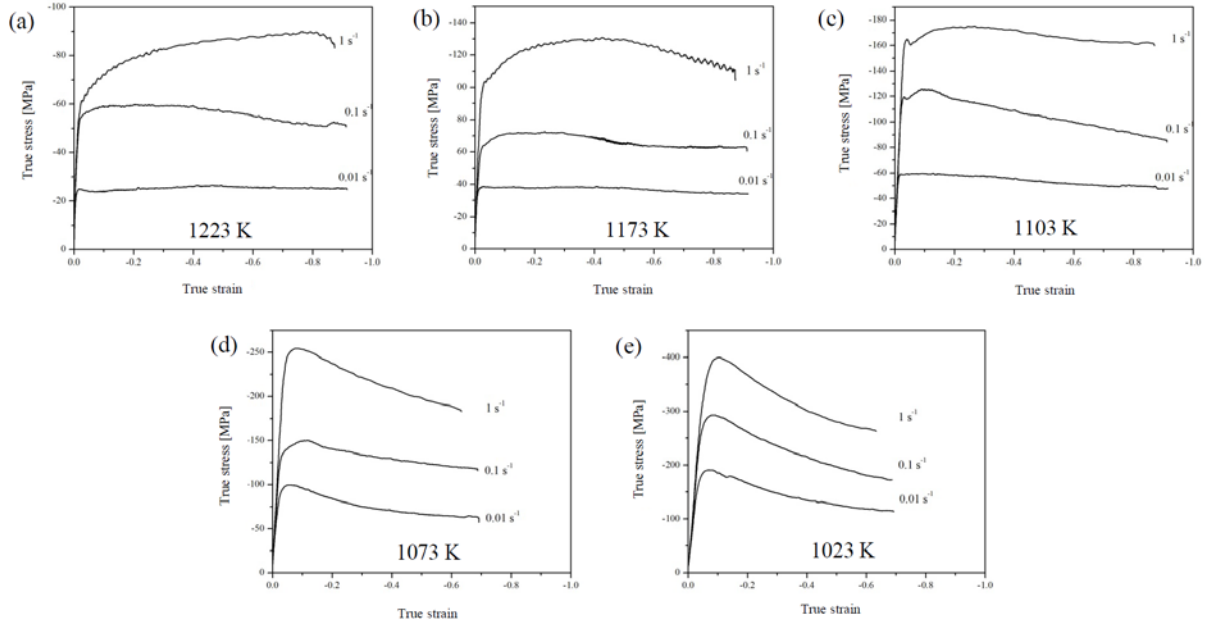 (a)
-100
-80
-60
-40
-20
0
True stress [MPa]
1 s⁻¹
0.1 s⁻¹
0.01 s⁻¹
1223 K
0.0 -0.2 -0.4 -0.6 -0.8 -1.0
True strain
(b)
-140
-120
00
80
60
40
-20
0
True stress [MPa]
1 s⁻¹
0.1 s⁻¹
0.01 s⁻¹
1173 K
0.0 -0.2 -0.4 -0.6 -0.8 -1.0
True strain
(c)
-180
-160
-140
-120
-100
-80
-60
-40
-20
0
True stress [MPa]
1 s⁻¹
0.1 s⁻¹
0.01 s⁻¹
1103 K
0.0 -0.2 -0.4 -0.6 -0.8 -1.0
True strain
(d)
-250
-200
-150
-100
-50
0
True stress [MPa]
1 s⁻¹
0.1 s⁻¹
0.01 s⁻¹
1073 K
0.0 -0.2 -0.4 -0.6 -0.8 -1.0
True strain
(e)
-400
-300
-200
-100
0
True stress [MPa]
1 s⁻¹
0.1 s⁻¹
0.01 s⁻¹
1023 K
0.0 -0.2 -0.4 -0.6 -0.8 -1.0
True strain